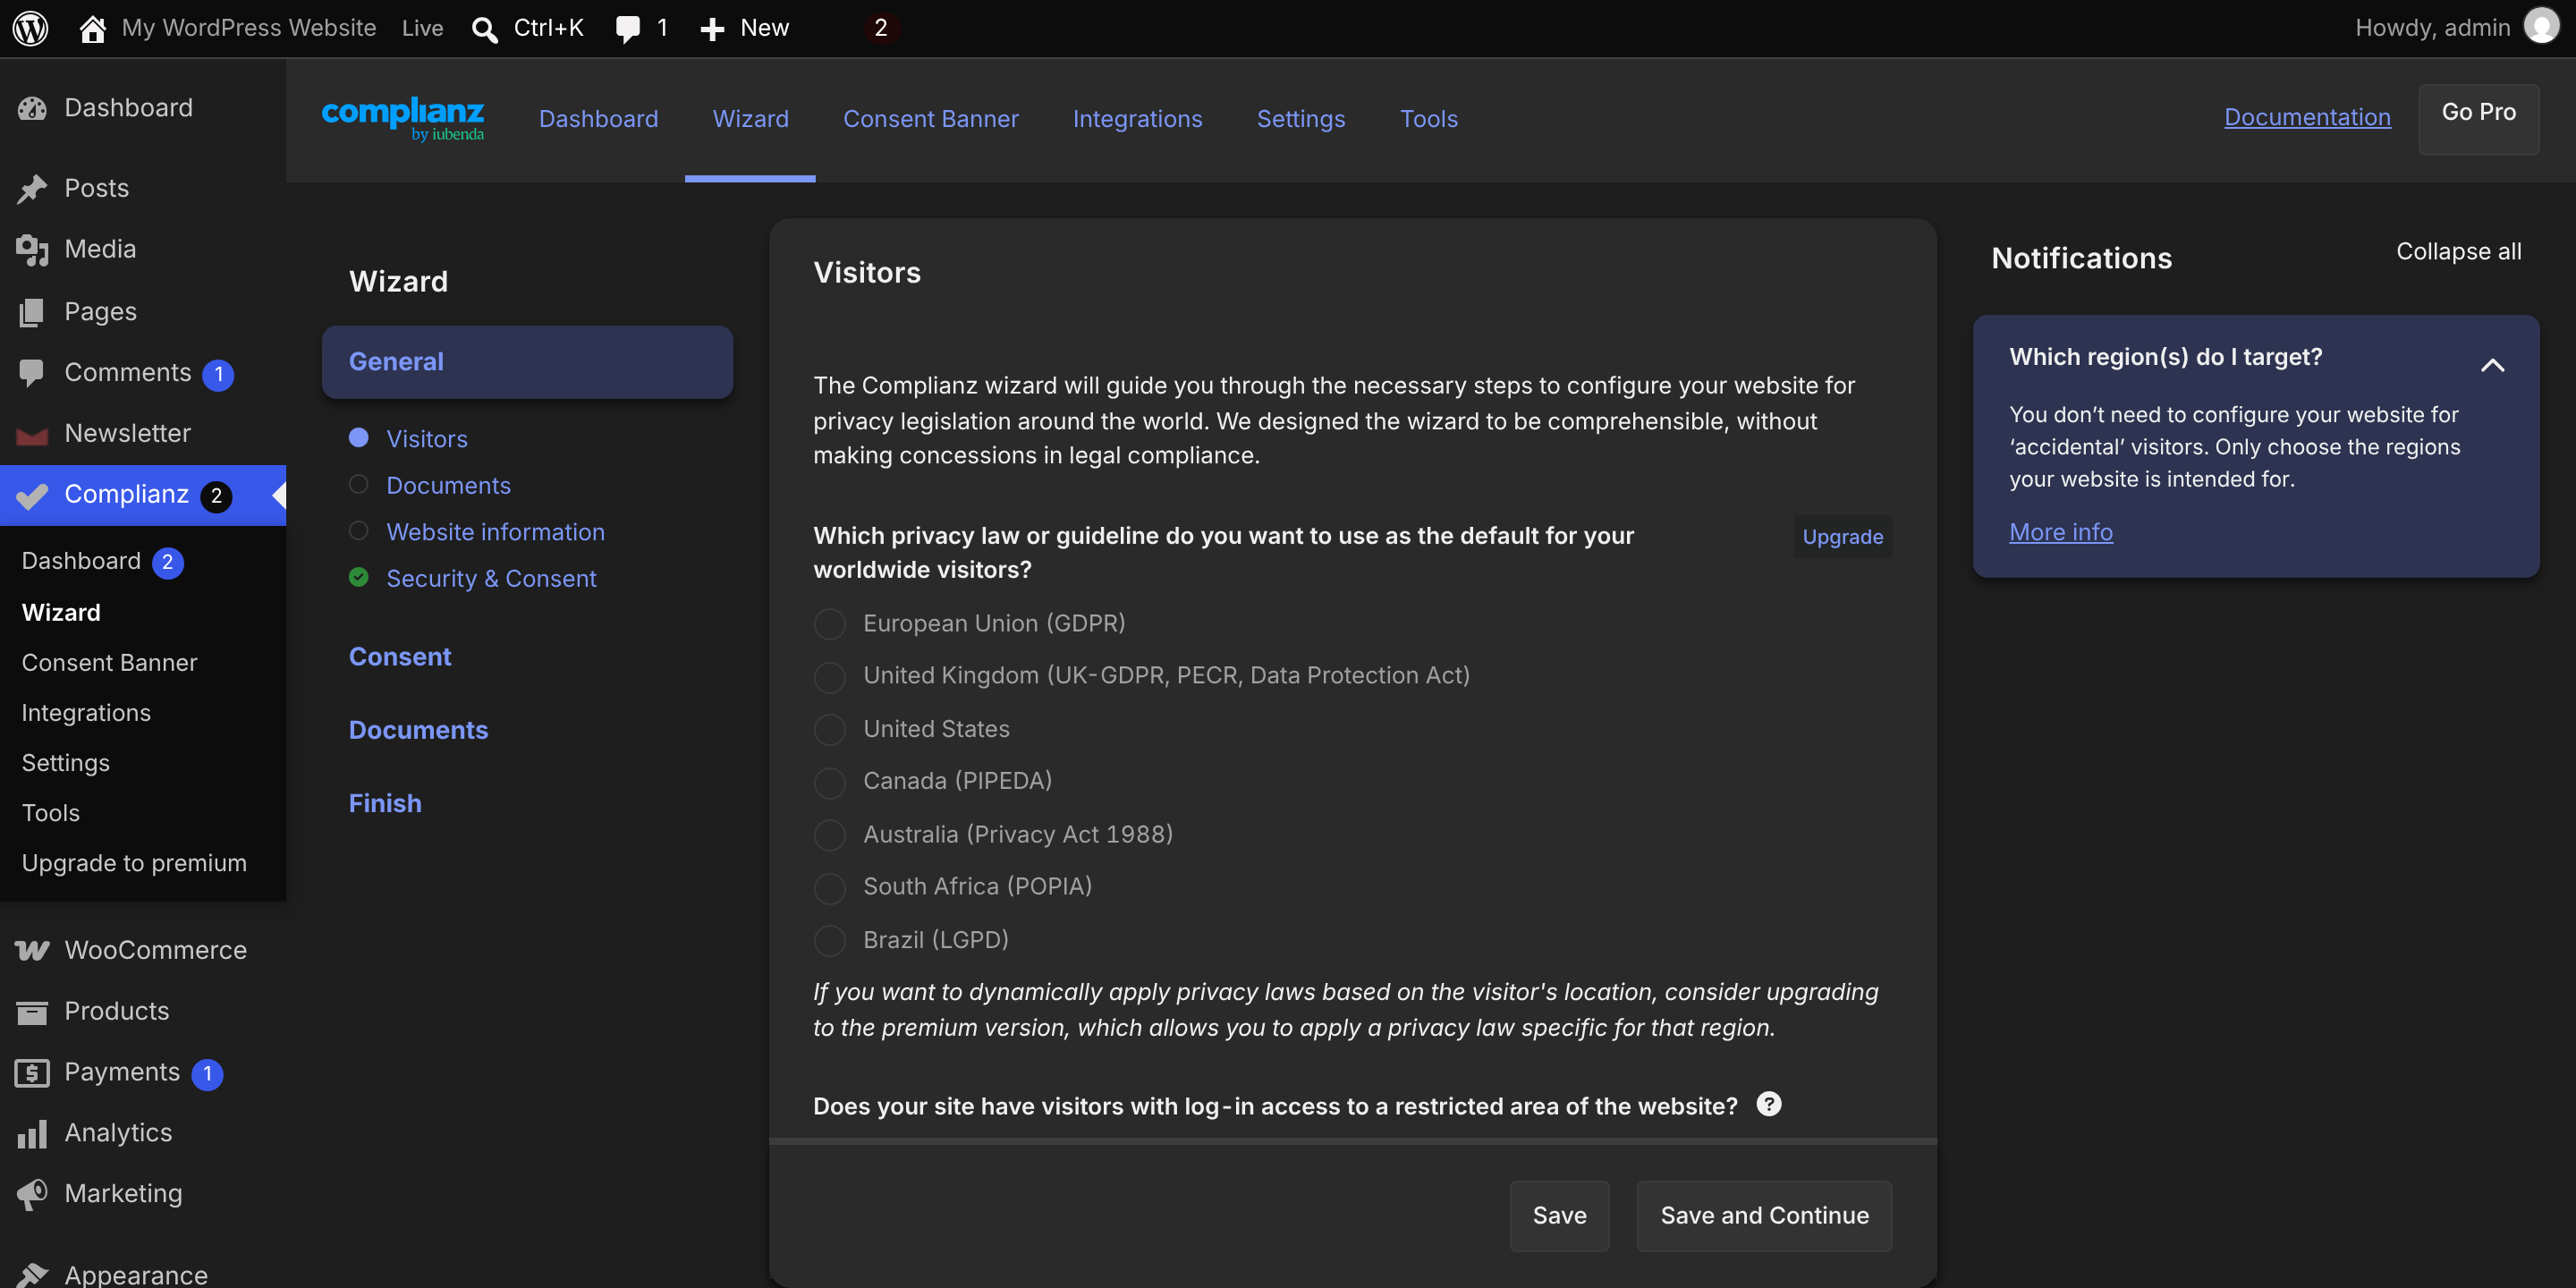 My WordPress Website
Live
Ctrl+K
1
New
2
Howdy, admin
Dashboard
Posts
Media
Pages
Comments 1
Newsletter
Complianz 2
Dashboard 2
Wizard
Consent Banner
Integrations
Settings
Tools
Upgrade to premium
WooCommerce
Products
Payments 1
Analytics
Marketing
Appearance
complianz
by iubenda
Dashboard
Wizard
Consent Banner
Integrations
Settings
Tools
Documentation
Go Pro
Wizard
General
Visitors
Documents
Website information
Security & Consent
Consent
Documents
Finish
Visitors
The Complianz wizard will guide you through the necessary steps to configure your website for
privacy legislation around the world. We designed the wizard to be comprehensible, without
making concessions in legal compliance.
Which privacy law or guideline do you want to use as the default for your
worldwide visitors?
Upgrade
European Union (GDPR)
United Kingdom (UK-GDPR, PECR, Data Protection Act)
United States
Canada (PIPEDA)
Australia (Privacy Act 1988)
South Africa (POPIA)
Brazil (LGPD)
If you want to dynamically apply privacy laws based on the visitor's location, consider upgrading
to the premium version, which allows you to apply a privacy law specific for that region.
Does your site have visitors with log-in access to a restricted area of the website? ?
Save
Save and Continue
Notifications
Collapse all
Which region(s) do I target?
You don’t need to configure your website for
‘accidental’ visitors. Only choose the regions
your website is intended for.
More info